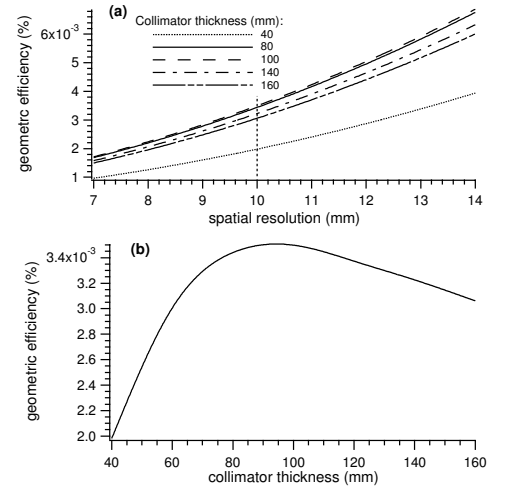 (a)
Collimator thickness (mm):
40
80
100
140
160
geometrc efficiency (%)
6x10-3
5
4
3
2
1
7 8 9 10 11 12 13 14
spatial resolution (mm)
(b)
geometric efficiency (%)
3.4x10-3
3.2
3.0
2.8
2.6
2.4
2.2
2.0
40 60 80 100 120 140 160
collimator thickness (mm)